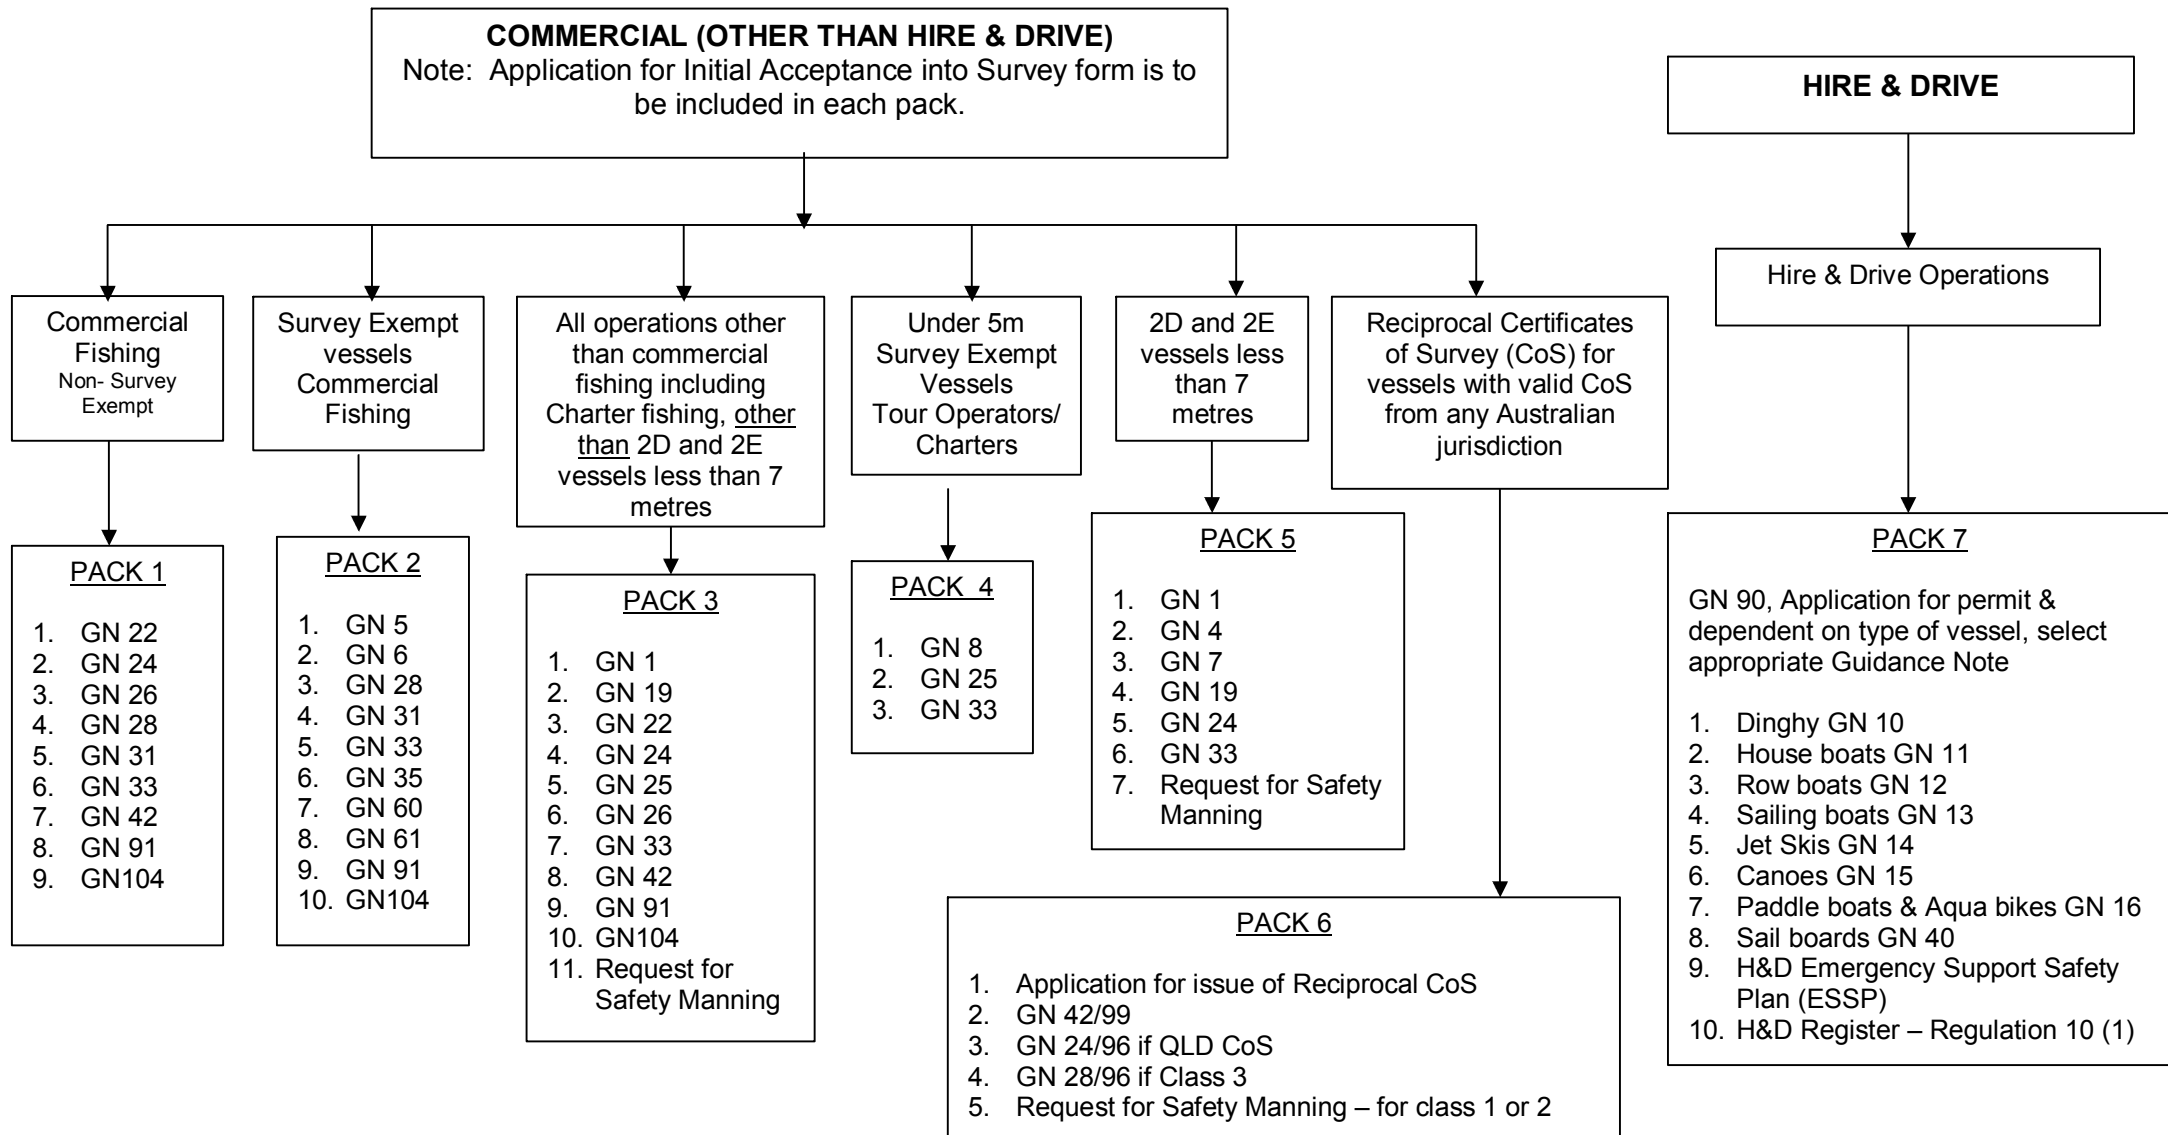 COMMERCIAL (OTHER THAN HIRE & DRIVE)
Note:  Application for Initial Acceptance into Survey form is to
be included in each pack.
HIRE & DRIVE
Hire & Drive Operations
Commercial
Fishing
Non- Survey
Exempt
Survey Exempt
vessels
Commercial
Fishing
All operations other
than commercial
fishing including
Charter fishing, other
than 2D and 2E
vessels less than 7
metres
Under 5m
Survey Exempt
Vessels
Tour Operators/
Charters
2D and 2E
vessels less
than 7
metres
Reciprocal Certificates
of Survey (CoS) for
vessels with valid CoS
from any Australian
jurisdiction
PACK 1
1. GN 22
2. GN 24
3. GN 26
4. GN 28
5. GN 31
6. GN 33
7. GN 42
8. GN 91
9. GN104
PACK 2
1. GN 5
2. GN 6
3. GN 28
4. GN 31
5. GN 33
6. GN 35
7. GN 60
8. GN 61
9. GN 91
10. GN104
PACK 3
1. GN 1
2. GN 19
3. GN 22
4. GN 24
5. GN 25
6. GN 26
7. GN 33
8. GN 42
9. GN 91
10. GN104
11. Request for
Safety Manning
PACK  4
1. GN 8
2. GN 25
3. GN 33
PACK 5
1. GN 1
2. GN 4
3. GN 7
4. GN 19
5. GN 24
6. GN 33
7. Request for Safety
Manning
PACK 6
1. Application for issue of Reciprocal CoS
2. GN 42/99
3. GN 24/96 if QLD CoS
4. GN 28/96 if Class 3
5. Request for Safety Manning – for class 1 or 2
PACK 7
GN 90, Application for permit &
dependent on type of vessel, select
appropriate Guidance Note
1. Dinghy GN 10
2. House boats GN 11
3. Row boats GN 12
4. Sailing boats GN 13
5. Jet Skis GN 14
6. Canoes GN 15
7. Paddle boats & Aqua bikes GN 16
8. Sail boards GN 40
9. H&D Emergency Support Safety
Plan (ESSP)
10. H&D Register – Regulation 10 (1)